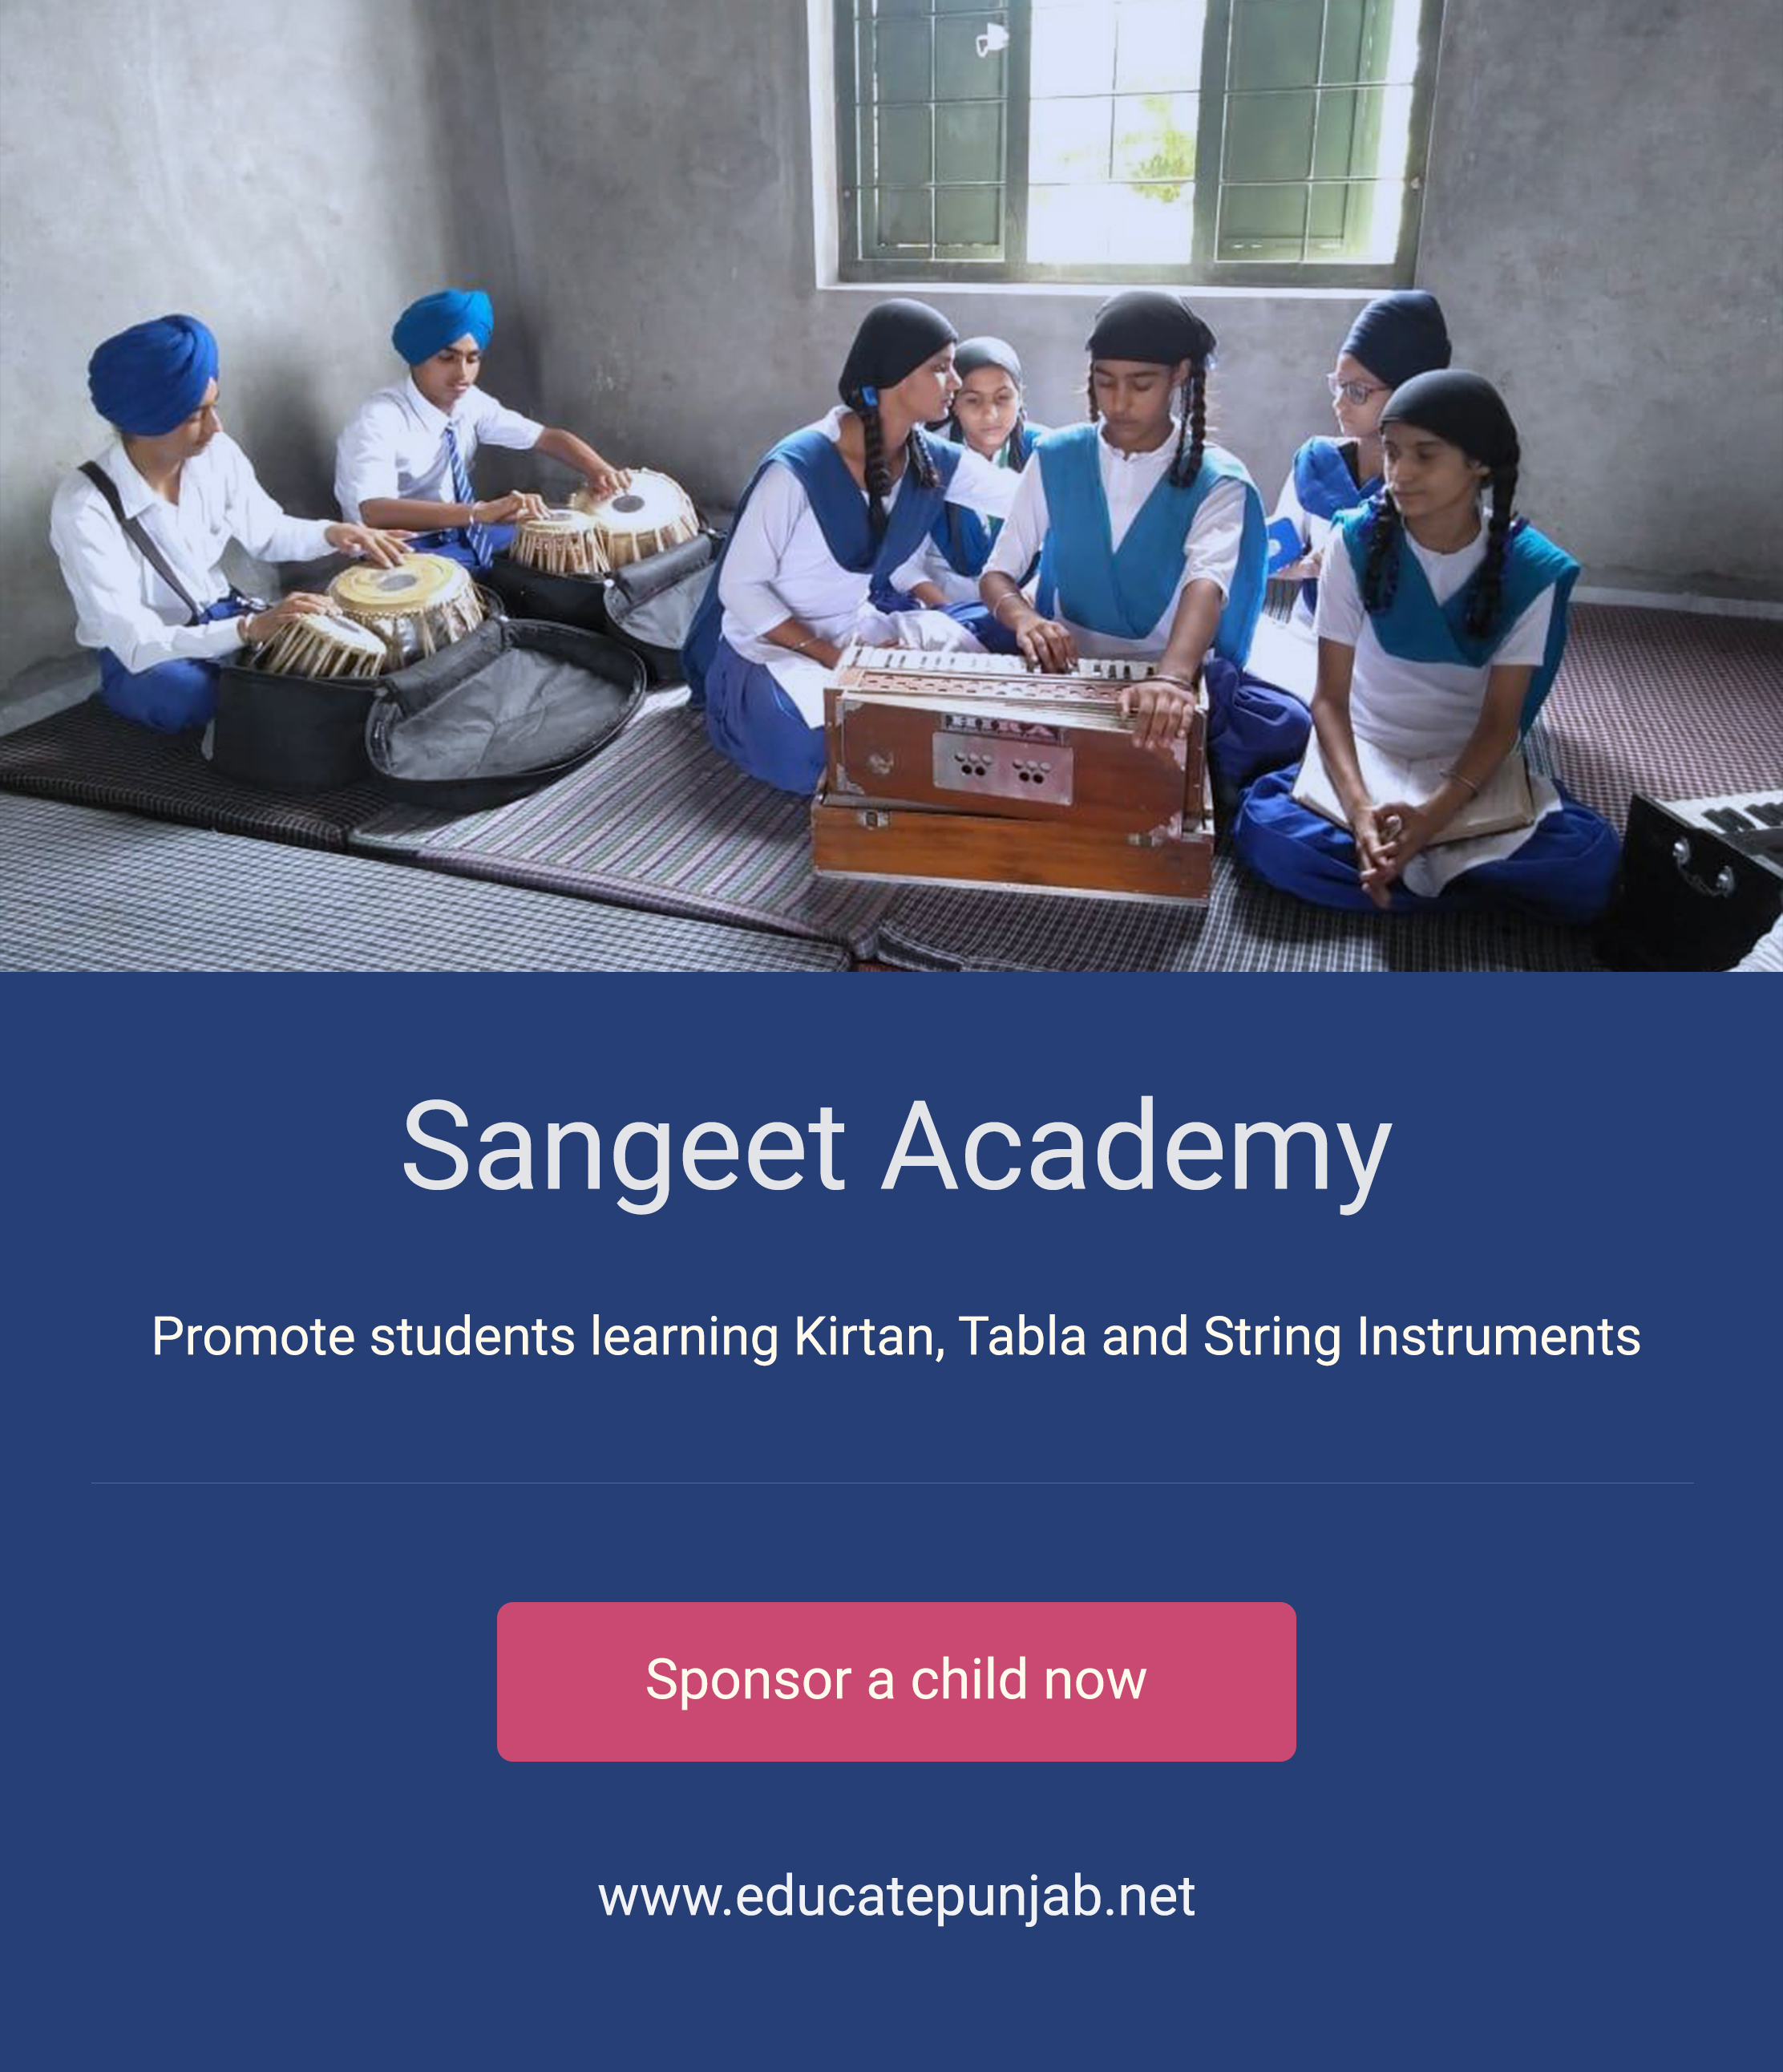 Sangeet Academy
Promote students learning Kirtan, Tabla and String Instruments
Sponsor a child now
www.educatepunjab.net